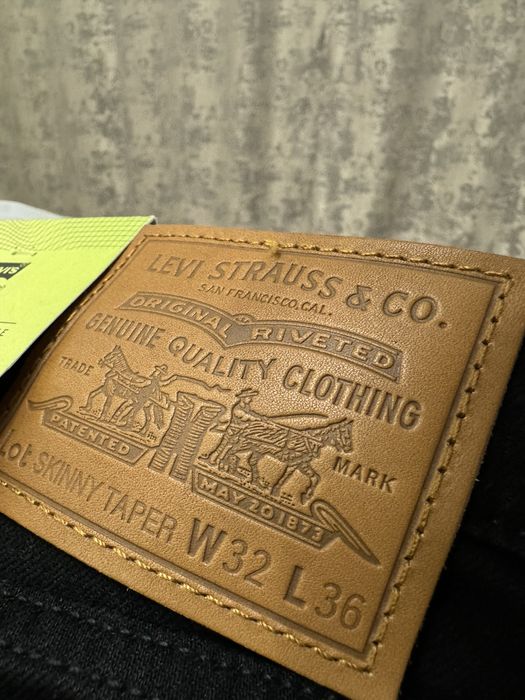 LEVI STRAUSS & CO.
SAN FRANCISCO, CAL.
ORIGINAL RIVETED
GENUINE QUALITY CLOTHING
TRADE MARK
PATENTED MAY 20 1873
Lot SKINNY TAPER W32 L36